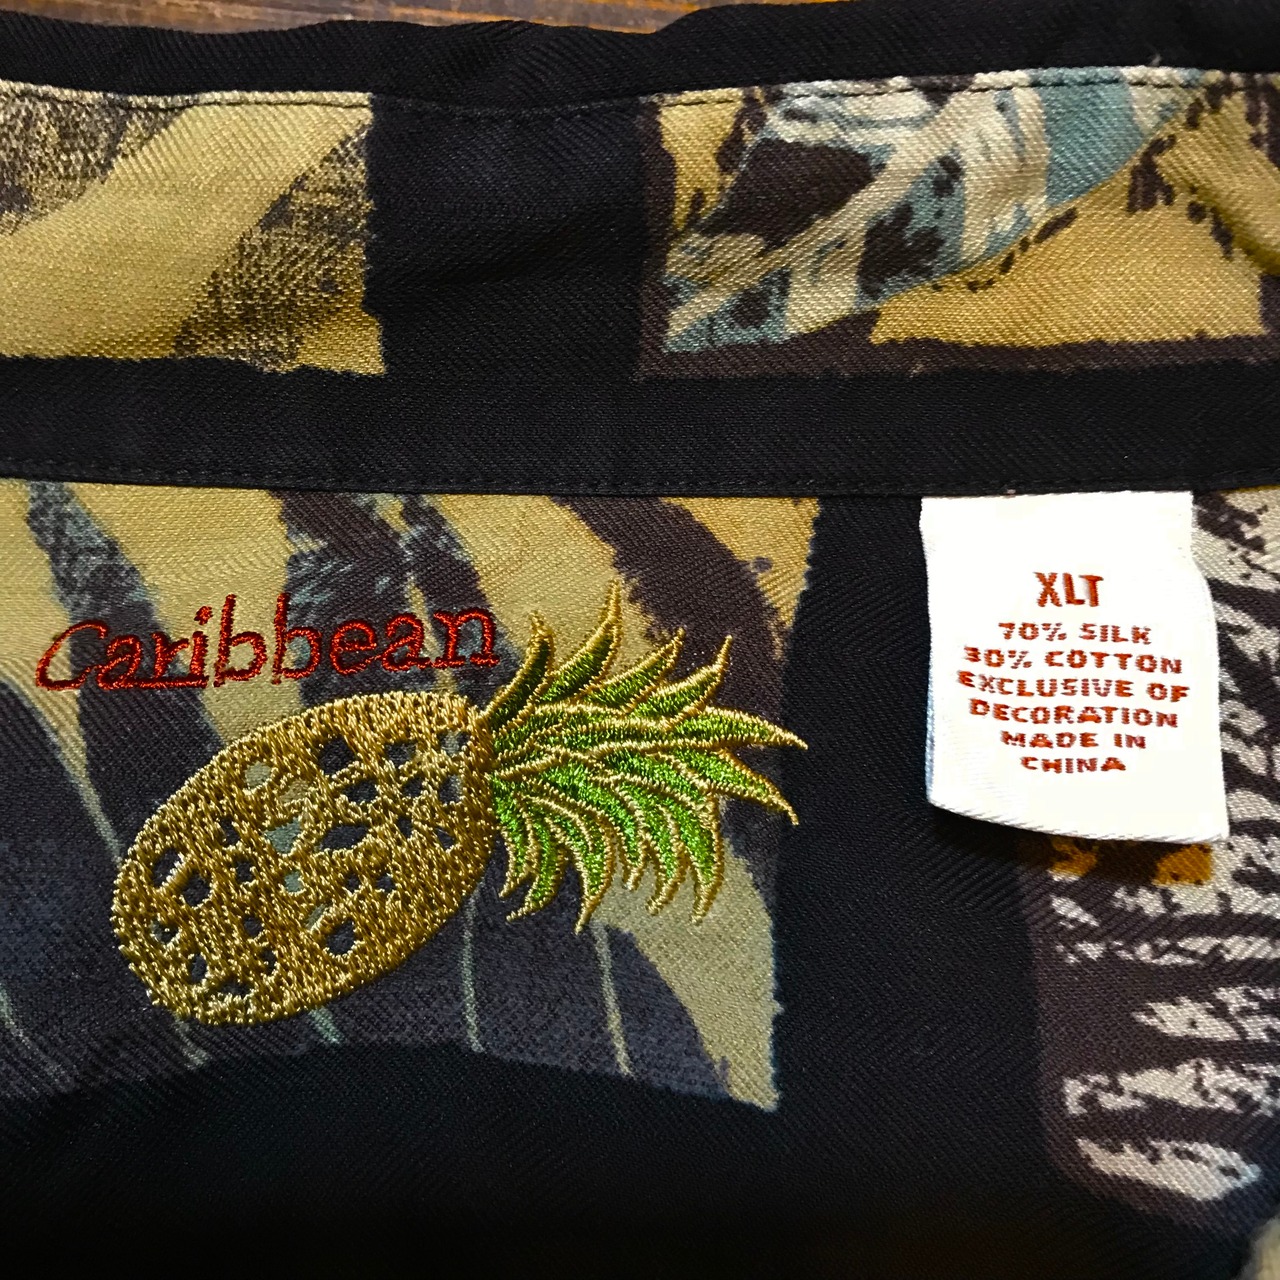 Caribbean
XLT
70% SILK
30% COTTON
EXCLUSIVE OF
DECORATION
MADE IN
CHINA